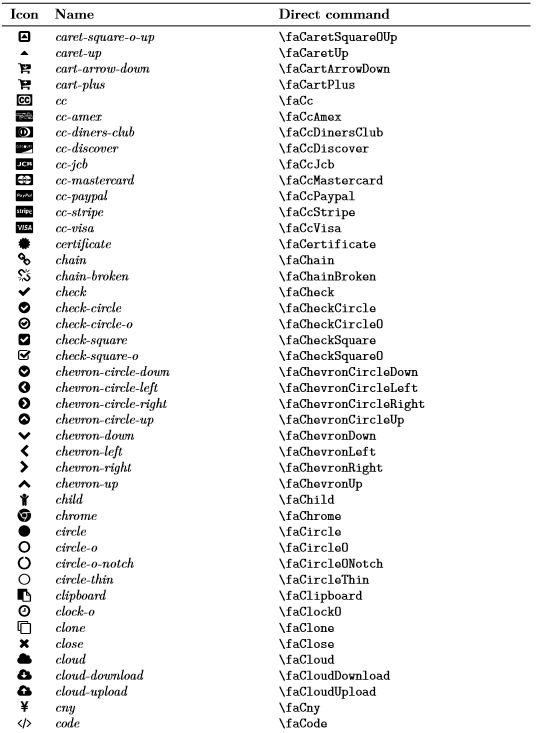 Icon Name Direct command
caret-square-o-up \faCaretSquareOUp
caret-up \faCaretUp
cart-arrow-down \faCartArrowDown
cart-plus \faCartPlus
CC cc \faCc
cc-amex \faCcAmex
cc-diners-club \faCcDinersClub
cc-discover \faCcDiscover
JCB cc-jcb \faCcJcb
cc-mastercard \faCcMastercard
PayPal cc-paypal \faCcPaypal
stripe cc-stripe \faCcStripe
VISA cc-visa \faCcVisa
certificate \faCertificate
chain \faChain
chain-broken \faChainBroken
check \faCheck
check-circle \faCheckCircle
check-circle-o \faCheckCircleO
check-square \faCheckSquare
check-square-o \faCheckSquareO
chevron-circle-down \faChevronCircleDown
chevron-circle-left \faChevronCircleLeft
chevron-circle-right \faChevronCircleRight
chevron-circle-up \faChevronCircleUp
chevron-down \faChevronDown
chevron-left \faChevronLeft
chevron-right \faChevronRight
chevron-up \faChevronUp
child \faChild
chrome \faChrome
circle \faCircle
circle-o \faCircleO
circle-o-notch \faCircleONotch
circle-thin \faCircleThin
clipboard \faClipboard
clock-o \faClockO
clone \faClone
close \faClose
cloud \faCloud
cloud-download \faCloudDownload
cloud-upload \faCloudUpload
¥ cny \faCny
</> code \faCode